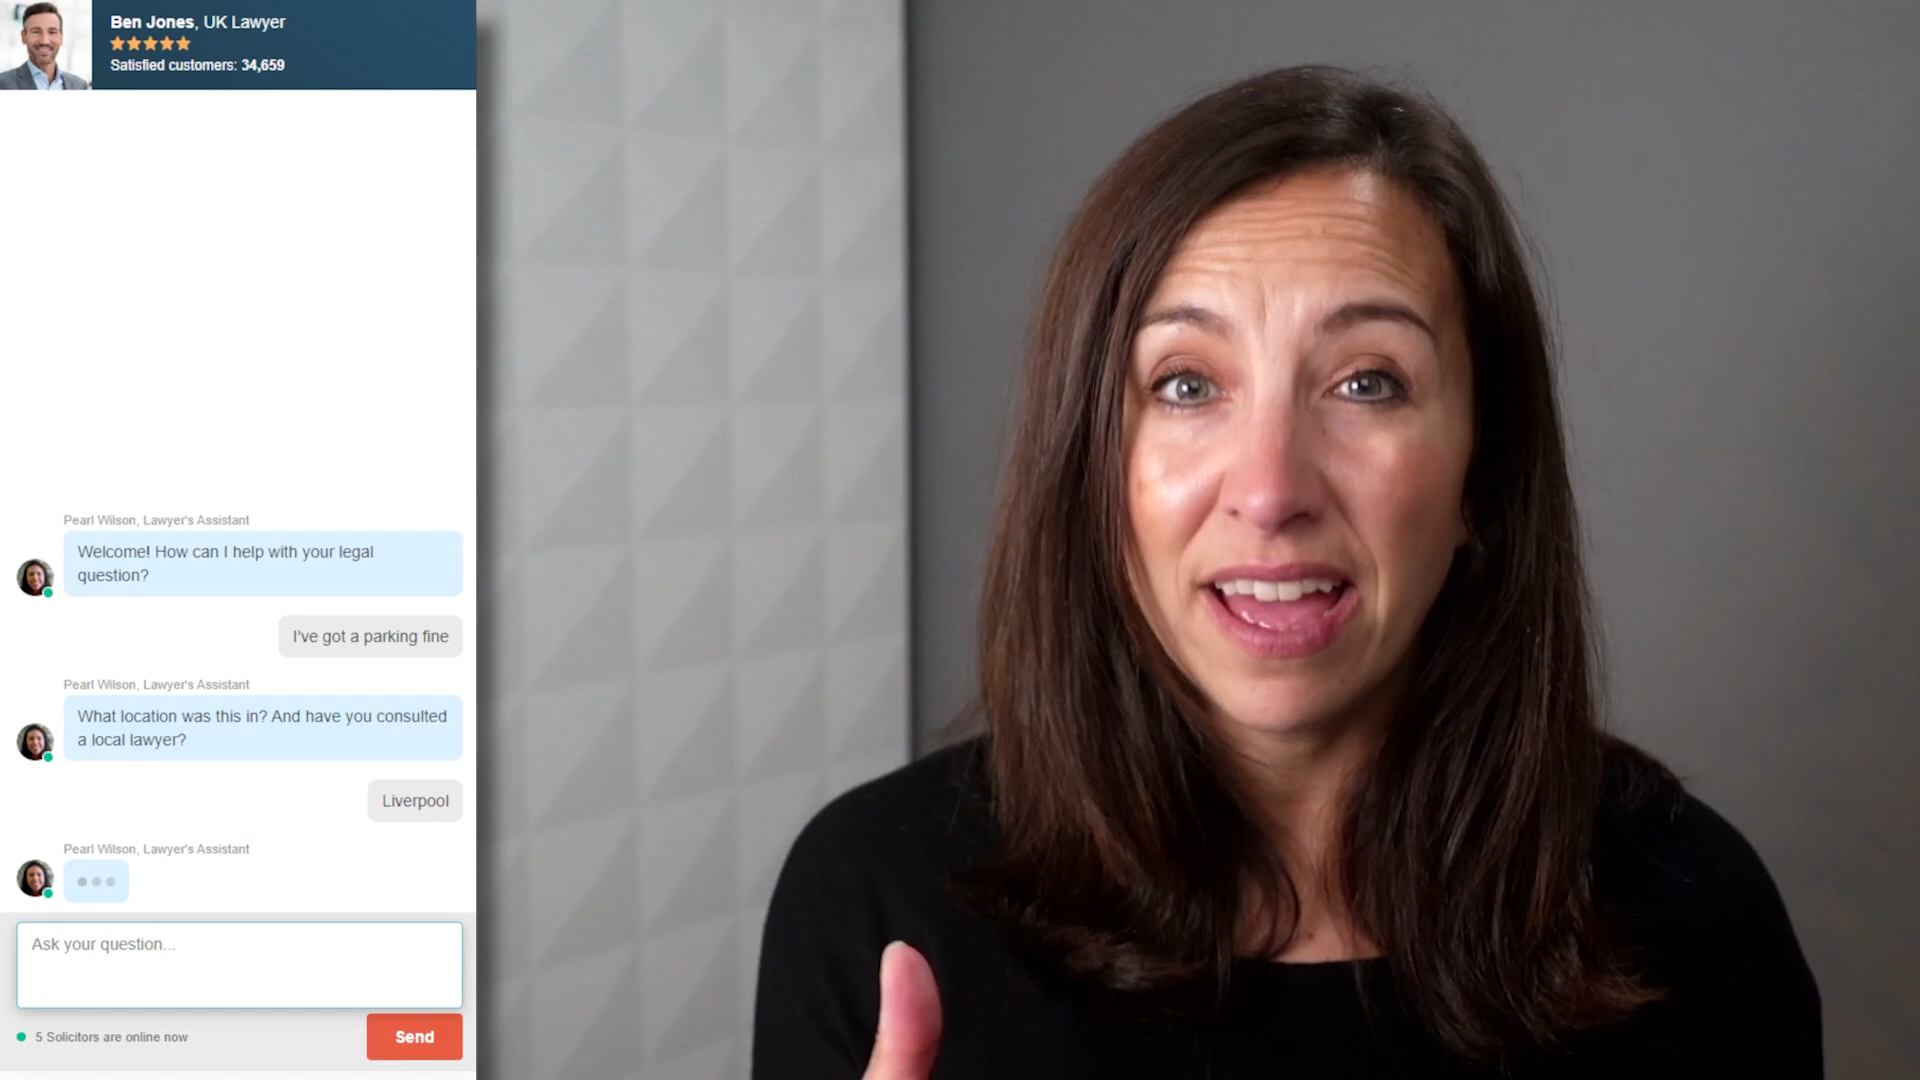 Ben Jones, UK Lawyer
Satisfied customers: 34,659
Pearl Wilson, Lawyer's Assistant
Welcome! How can I help with your legal
question?
I've got a parking fine
Pearl Wilson, Lawyer's Assistant
What location was this in? And have you consulted
a local lawyer?
Liverpool
Pearl Wilson, Lawyer's Assistant
Ask your question...
5 Solicitors are online now
Send